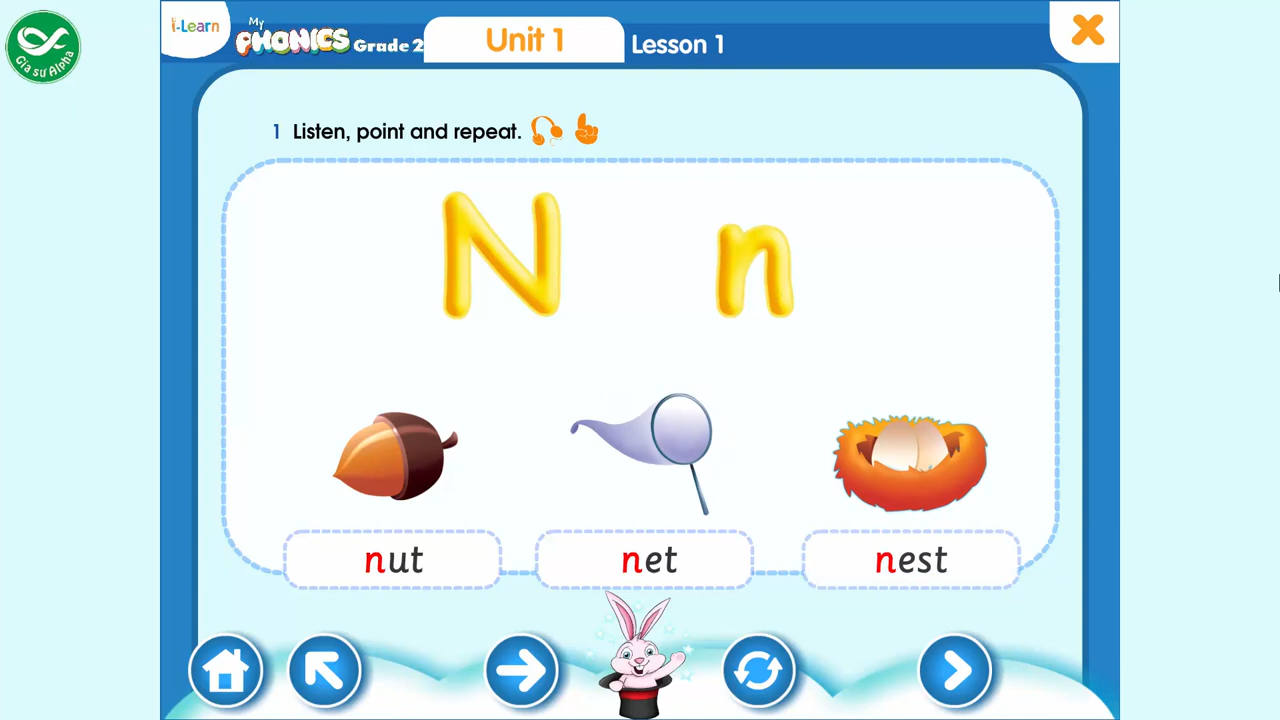 Gia sư Alpha
i-Learn
My
PHONICS Grade 2
Unit 1
Lesson 1
1 Listen, point and repeat.
N n
nut
net
nest